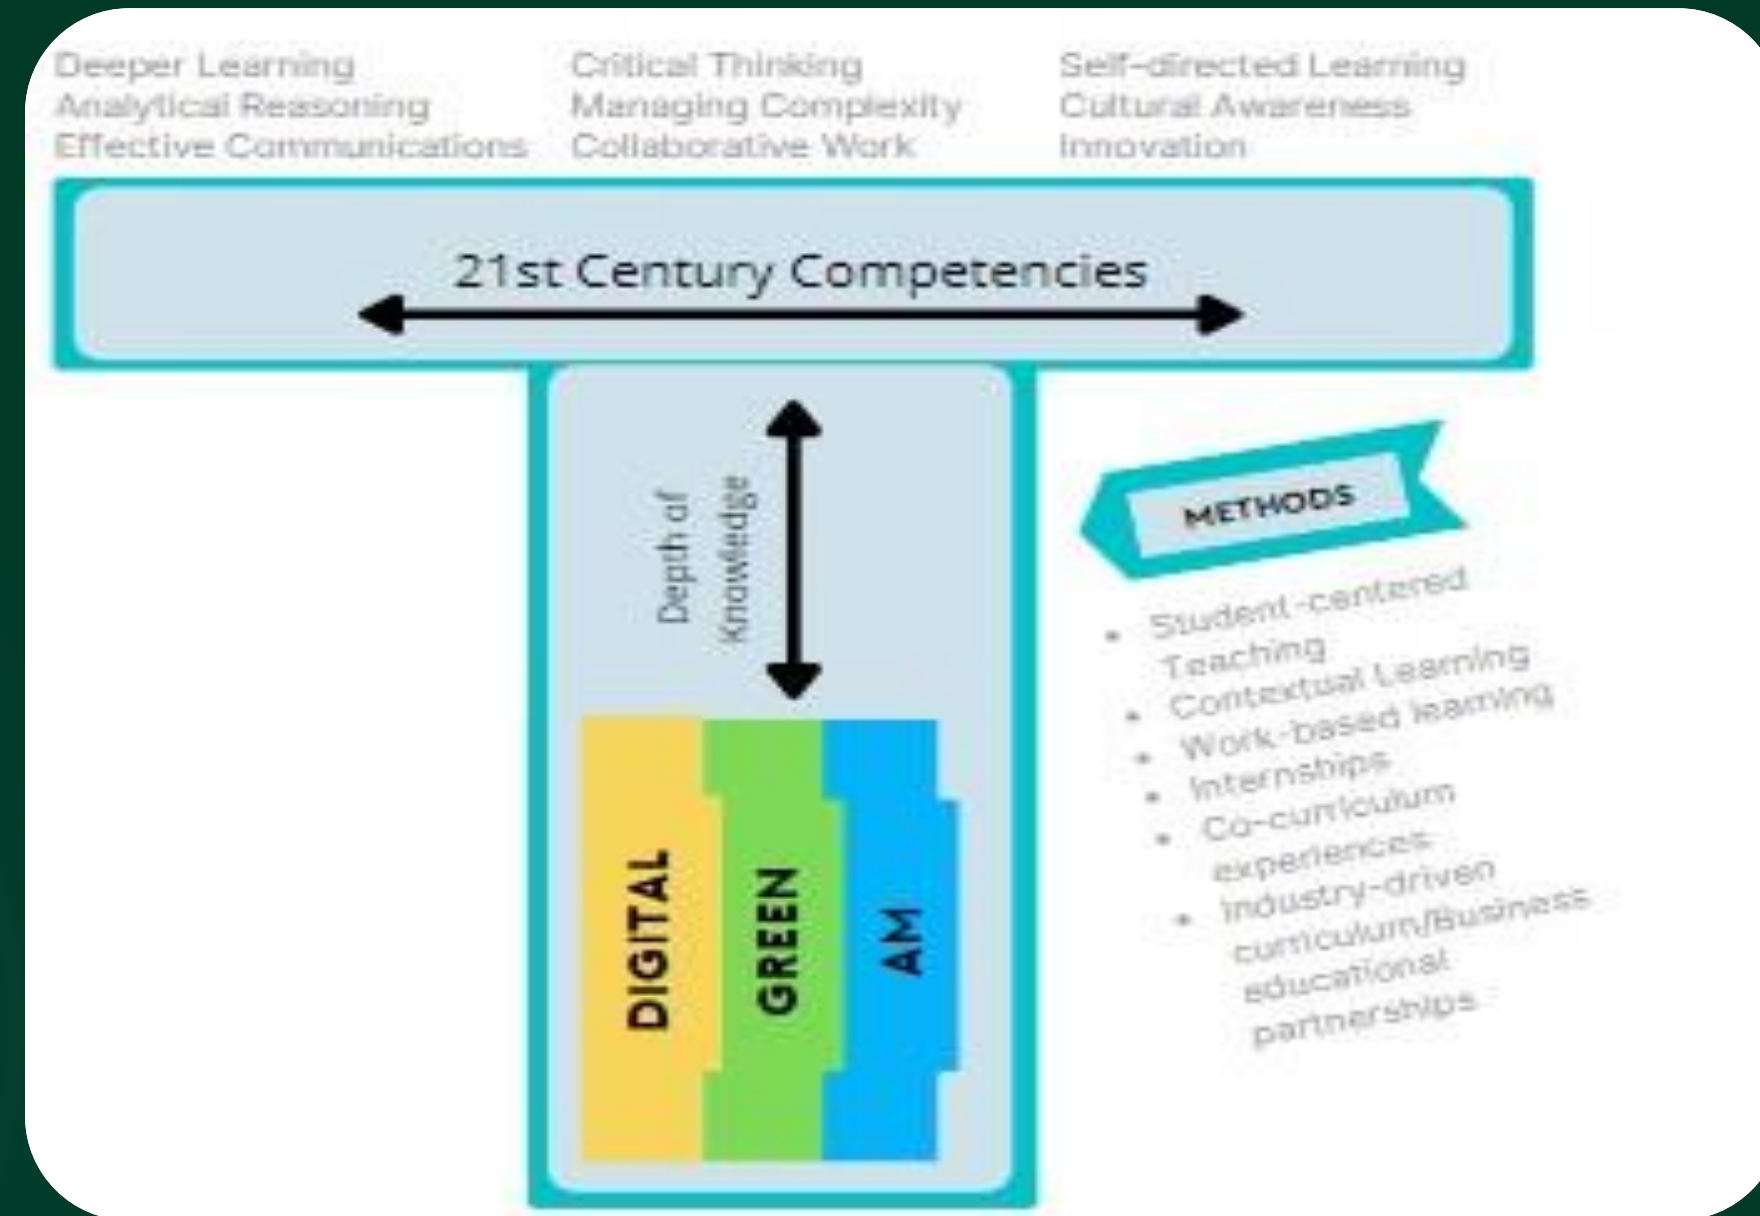 Deeper Learning
Analytical Reasoning
Effective Communications
Critical Thinking
Managing Complexity
Collaborative Work
Self-directed Learning
Cultural Awareness
Innovation
21st Century Competencies
Depth of
Knowledge
DIGITAL
GREEN
AM
METHODS
• Student-centered
Teaching
• Contextual Learning
• Work-based learning
• Internships
• Co-curriculum
experiences
• Industry-driven
curriculum/Business
educational
partnerships